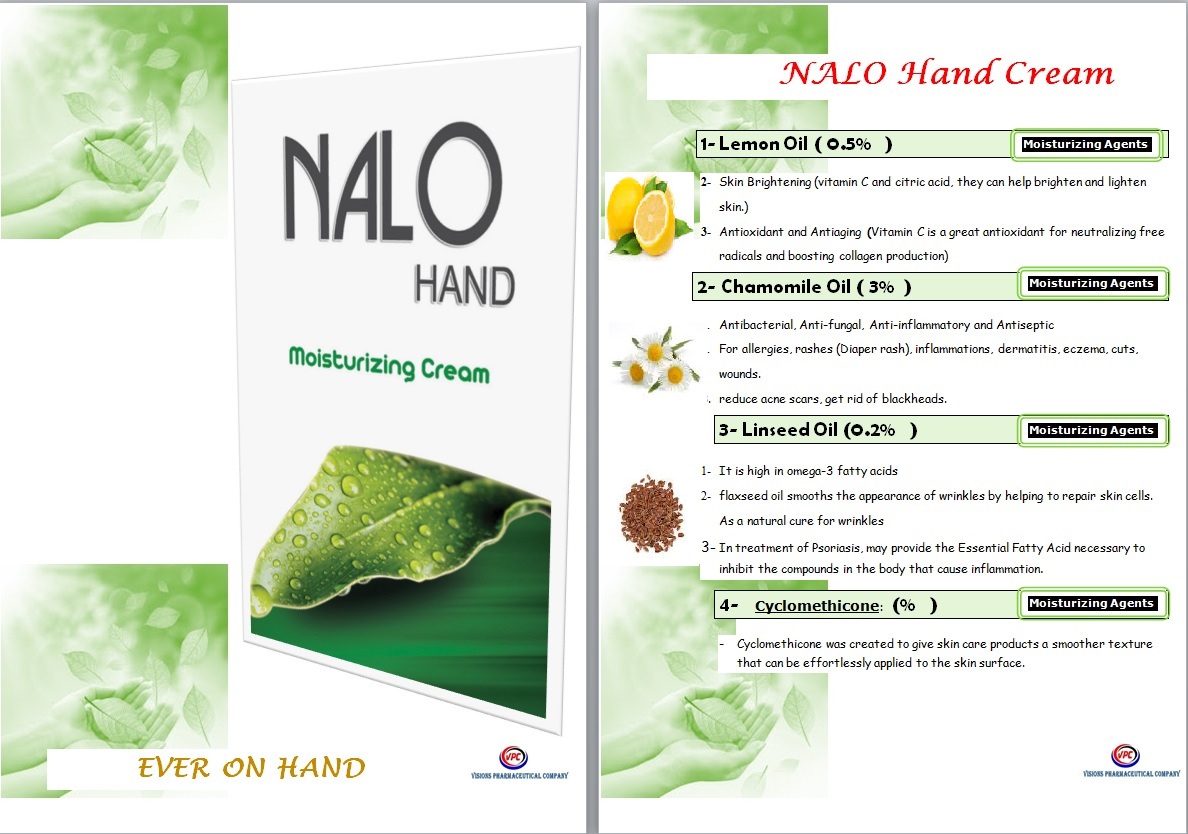 NALO
HAND
Moisturizing Cream
EVER ON HAND
VPC
VISIONS PHARMACEUTICAL COMPANY
NALO Hand Cream
1- Lemon Oil ( 0.5% )
Moisturizing Agents
2- Skin Brightening (vitamin C and citric acid, they can help brighten and lighten
skin.)
3- Antioxidant and Antiaging (Vitamin C is a great antioxidant for neutralizing free
radicals and boosting collagen production)
2- Chamomile Oil ( 3% )
Moisturizing Agents
. Antibacterial, Anti-fungal, Anti-inflammatory and Antiseptic
. For allergies, rashes (Diaper rash), inflammations, dermatitis, eczema, cuts,
wounds.
. reduce acne scars, get rid of blackheads.
3- Linseed Oil (0.2% )
Moisturizing Agents
1- It is high in omega-3 fatty acids
2- flaxseed oil smooths the appearance of wrinkles by helping to repair skin cells.
As a natural cure for wrinkles
3- In treatment of Psoriasis, may provide the Essential Fatty Acid necessary to
inhibit the compounds in the body that cause inflammation.
4- Cyclomethicone: (% )
Moisturizing Agents
- Cyclomethicone was created to give skin care products a smoother texture
that can be effortlessly applied to the skin surface.
VPC
VISIONS PHARMACEUTICAL COMPANY